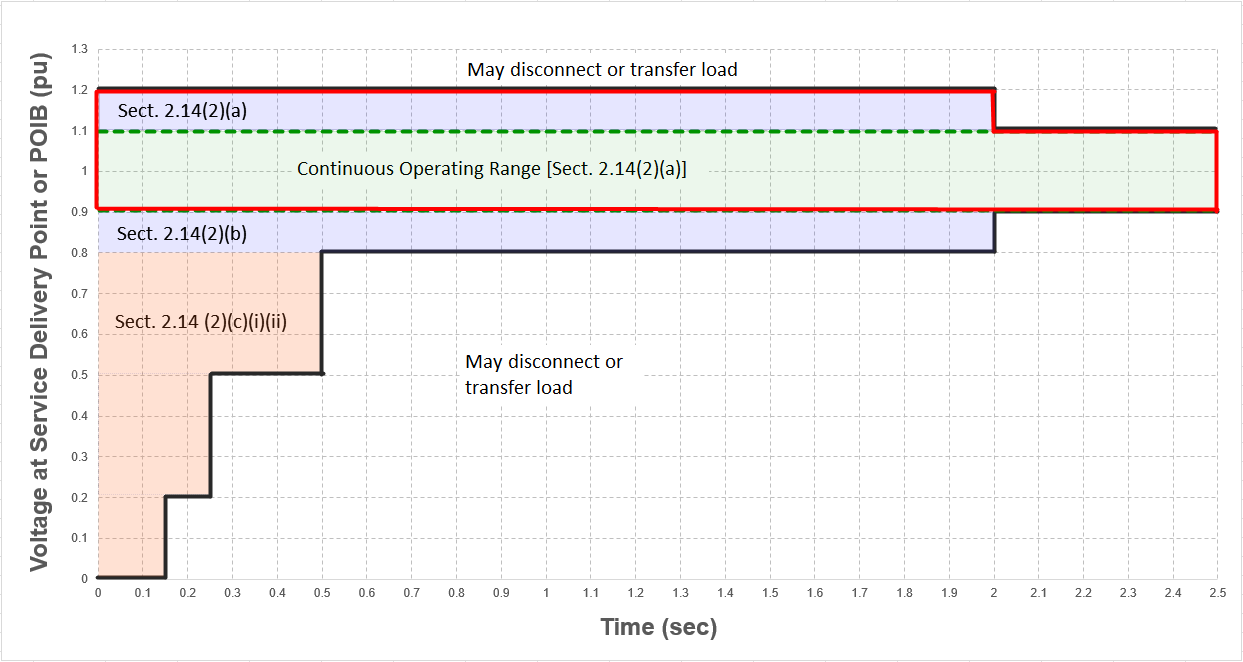 Voltage at Service Delivery Point or POIB (pu)
1.3
May disconnect or transfer load
1.2
Sect. 2.14(2)(a)
1.1
Continuous Operating Range [Sect. 2.14(2)(a)]
1
0.9
Sect. 2.14(2)(b)
0.8
0.7
Sect. 2.14 (2)(c)(i)(ii)
0.6
May disconnect or
transfer load
0.5
0.4
0.3
0.2
0.1
0
0 0.1 0.2 0.3 0.4 0.5 0.6 0.7 0.8 0.9 1 1.1 1.2 1.3 1.4 1.5 1.6 1.7 1.8 1.9 2 2.1 2.2 2.3 2.4 2.5
Time (sec)